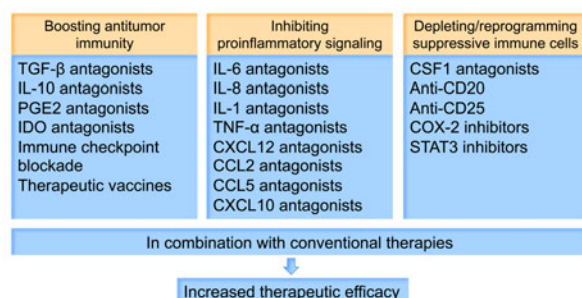 Boosting antitumor
immunity
TGF-β antagonists
IL-10 antagonists
PGE2 antagonists
IDO antagonists
Immune checkpoint
blockade
Therapeutic vaccines
Inhibiting
proinflammatory signaling
IL-6 antagonists
IL-8 antagonists
IL-1 antagonists
TNF-α antagonists
CXCL12 antagonists
CCL2 antagonists
CCL5 antagonists
CXCL10 antagonists
Depleting/reprogramming
suppressive immune cells
CSF1 antagonists
Anti-CD20
Anti-CD25
COX-2 inhibitors
STAT3 inhibitors
In combination with conventional therapies
Increased therapeutic efficacy